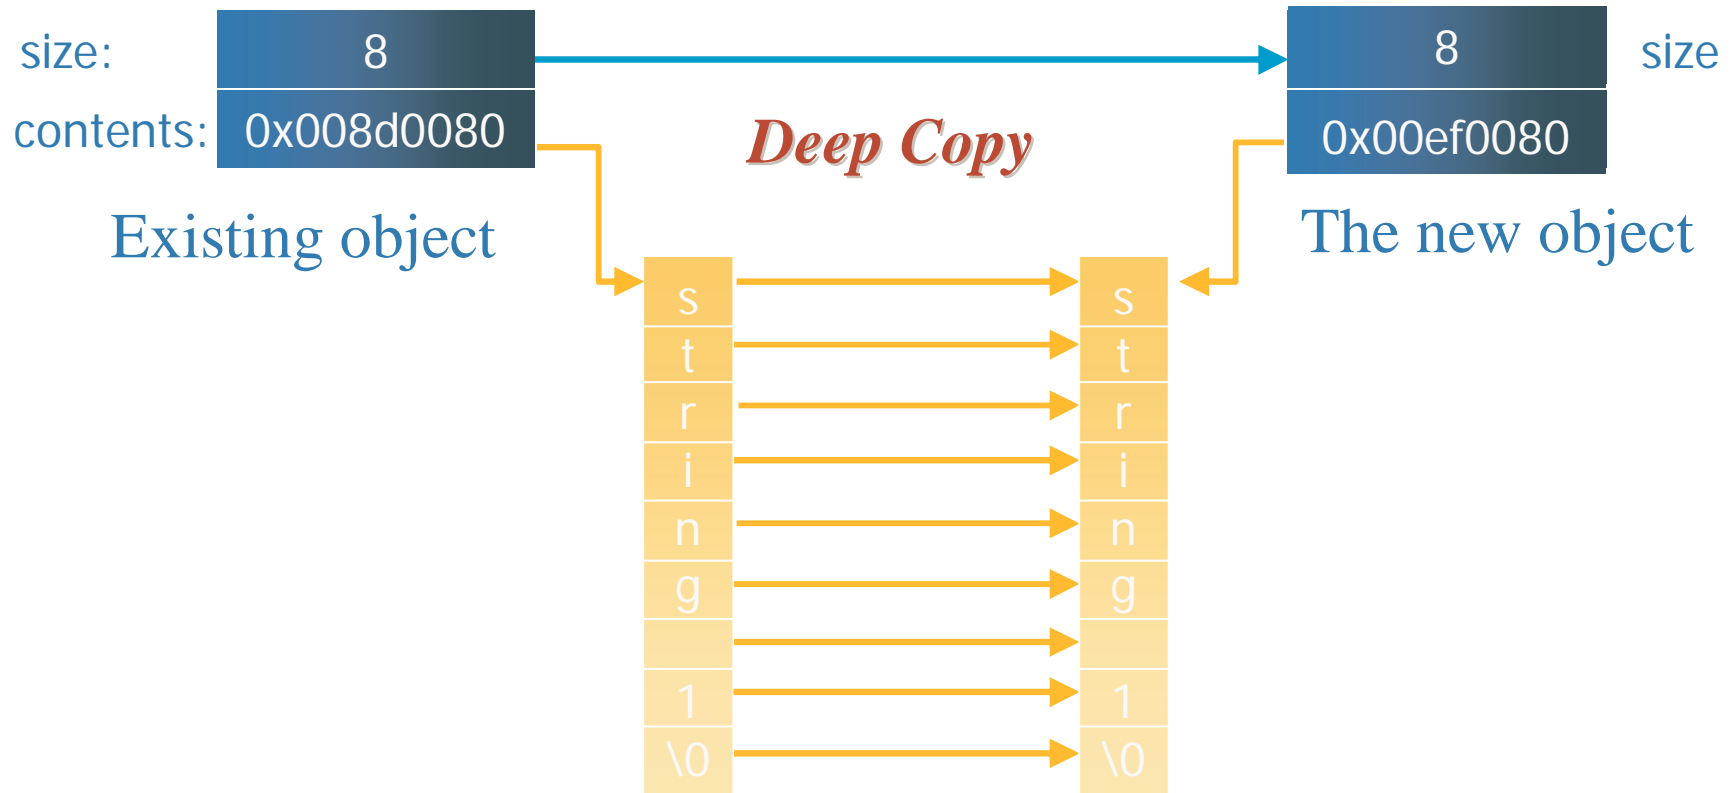 size: 8 8 size
contents: 0x008d0080 0x00ef0080
Deep Copy
Existing object The new object
s s
t t
r r
i i
n n
g g
1 1
\0 \0